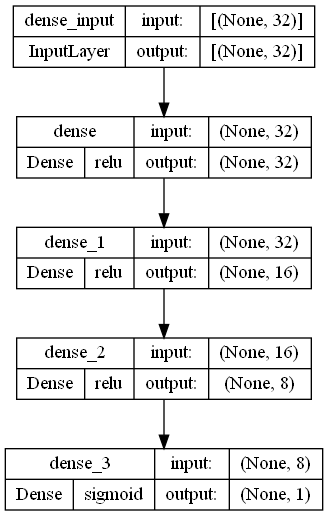 dense_input input: [(None, 32)]
InputLayer output: [(None, 32)]
dense input: (None, 32)
Dense relu output: (None, 32)
dense_1 input: (None, 32)
Dense relu output: (None, 16)
dense_2 input: (None, 16)
Dense relu output: (None, 8)
dense_3 input: (None, 8)
Dense sigmoid output: (None, 1)